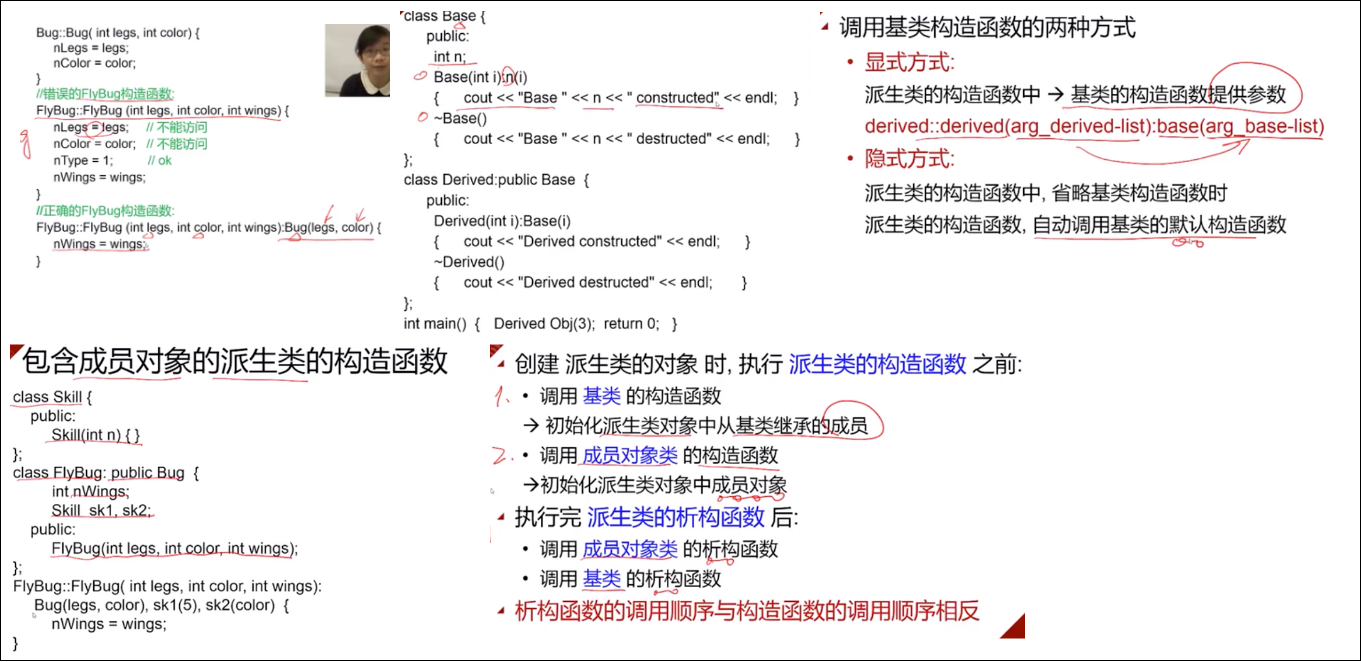 Bug::Bug( int legs, int color) {
nLegs = legs;
nColor = color;
}
//错误的FlyBug构造函数:
FlyBug::FlyBug (int legs, int color, int wings) {
nLegs = legs; // 不能访问
nColor = color; // 不能访问
nType = 1; // ok
nWings = wings;
}
//正确的FlyBug构造函数:
FlyBug::FlyBug (int legs, int color, int wings):Bug(legs, color) {
nWings = wings;
}
class Base {
public:
int n;
Base(int i):n(i)
{ cout << "Base " << n << " constructed" << endl; }
~Base()
{ cout << "Base " << n << " destructed" << endl; }
};
class Derived:public Base {
public:
Derived(int i):Base(i)
{ cout << "Derived constructed" << endl; }
~Derived()
{ cout << "Derived destructed" << endl; }
};
int main() { Derived Obj(3); return 0; }
调用基类构造函数的两种方式
• 显式方式:
派生类的构造函数中 → 基类的构造函数提供参数
derived::derived(arg_derived-list):base(arg_base-list)
• 隐式方式:
派生类的构造函数中, 省略基类构造函数时
派生类的构造函数, 自动调用基类的默认构造函数
包含成员对象的派生类的构造函数
class Skill {
public:
Skill(int n) { }
};
class FlyBug: public Bug {
int nWings;
Skill sk1, sk2;
public:
FlyBug(int legs, int color, int wings);
};
FlyBug::FlyBug( int legs, int color, int wings):
Bug(legs, color), sk1(5), sk2(color) {
nWings = wings;
}
创建 派生类的对象 时, 执行 派生类的构造函数 之前:
1. • 调用 基类 的构造函数
→ 初始化派生类对象中从基类继承的成员
2. • 调用 成员对象类 的构造函数
→初始化派生类对象中成员对象
执行完 派生类的析构函数 后:
• 调用 成员对象类 的析构函数
• 调用 基类 的析构函数
析构函数的调用顺序与构造函数的调用顺序相反